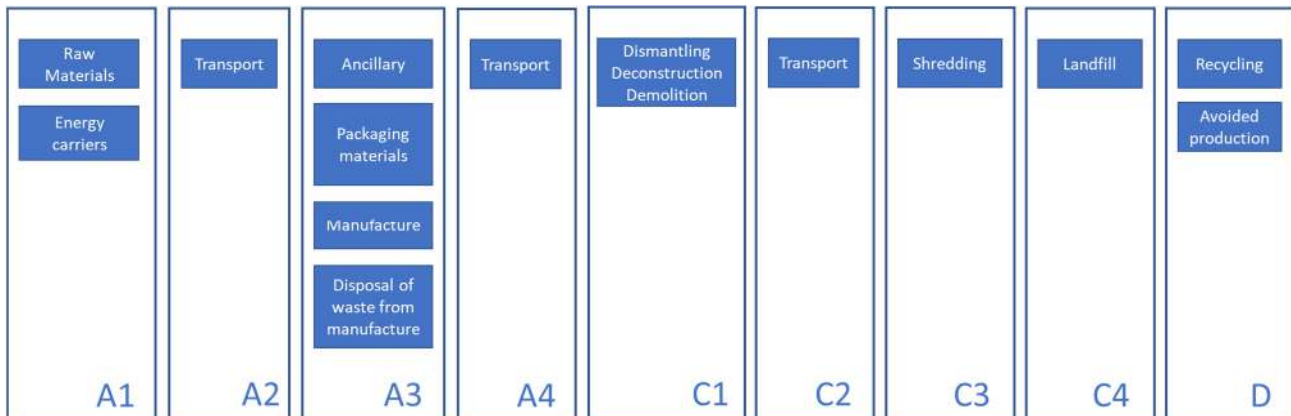 Raw
Materials
Energy
carriers
A1
Transport
A2
Ancillary
Packaging
materials
Manufacture
Disposal of
waste from
manufacture
A3
Transport
A4
Dismantling
Deconstruction
Demolition
C1
Transport
C2
Shredding
C3
Landfill
C4
Recycling
Avoided
production
D